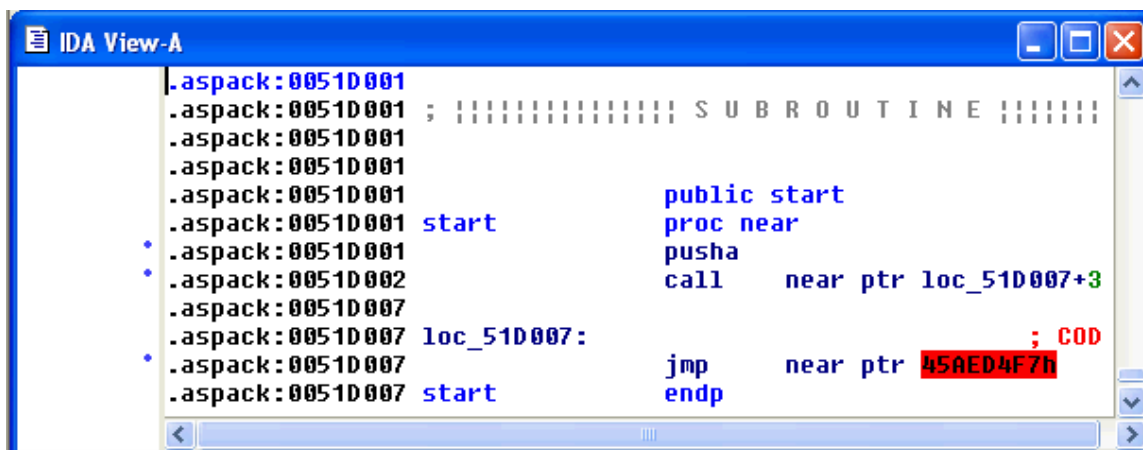 IDA View-A
.aspack:0051D001
.aspack:0051D001 ; ¦¦¦¦¦¦¦¦¦¦¦¦¦¦¦ S U B R O U T I N E ¦¦¦¦¦¦¦
.aspack:0051D001
.aspack:0051D001
.aspack:0051D001 public start
.aspack:0051D001 start proc near
.aspack:0051D001 pusha
.aspack:0051D002 call near ptr loc_51D007+3
.aspack:0051D007
.aspack:0051D007 loc_51D007: ; COD
.aspack:0051D007 jmp near ptr 45AED4F7h
.aspack:0051D007 start endp